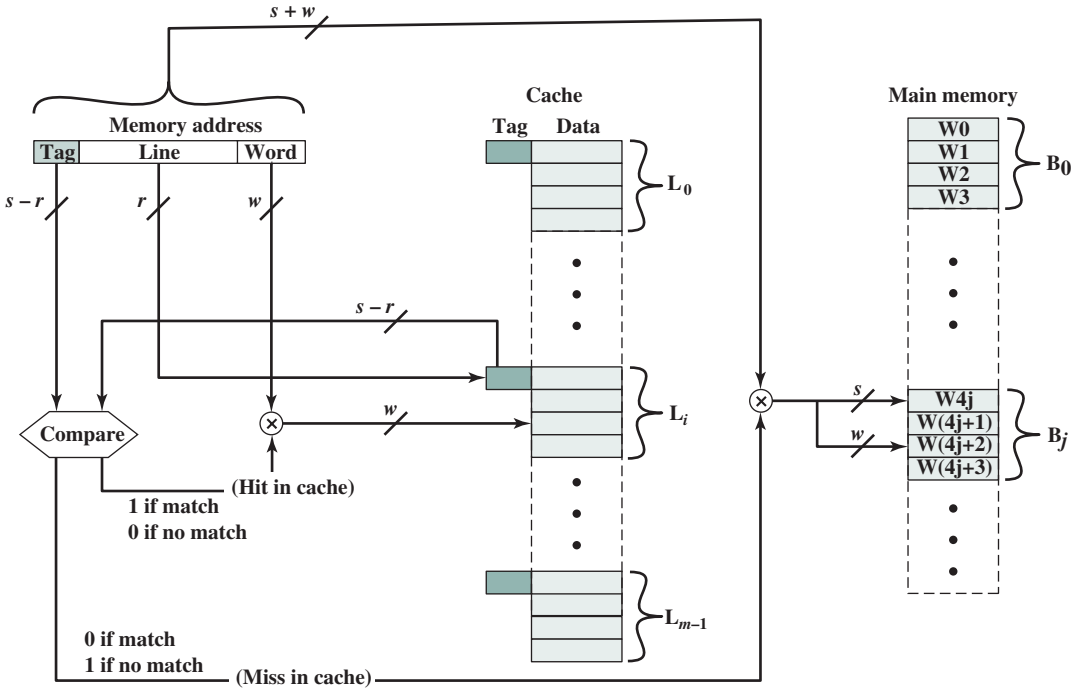 s + w
Cache
Main memory
Memory address
Tag Data
Tag Line Word
W0
W1
W2
W3
B0
L0
s – r
r
w
s – r
W4j
W(4j+1)
W(4j+2)
W(4j+3)
Bj
s
w
Li
w
Compare
(Hit in cache)
1 if match
0 if no match
Lm–1
0 if match
1 if no match
(Miss in cache)